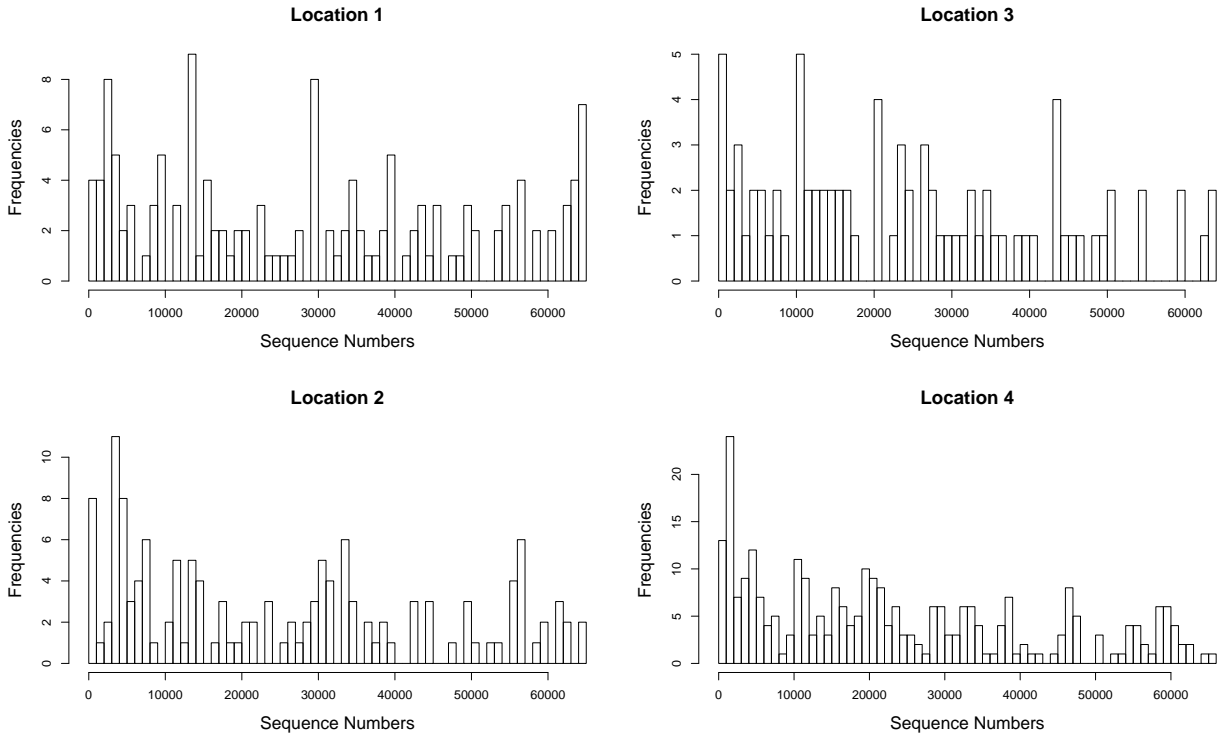 Location 1
Frequencies
0 2 4 6 8
0 10000 20000 30000 40000 50000 60000
Sequence Numbers
Location 3
Frequencies
0 1 2 3 4 5
0 10000 20000 30000 40000 50000 60000
Sequence Numbers
Location 2
Frequencies
0 2 4 6 8 10
0 10000 20000 30000 40000 50000 60000
Sequence Numbers
Location 4
Frequencies
0 5 10 15 20
0 10000 20000 30000 40000 50000 60000
Sequence Numbers